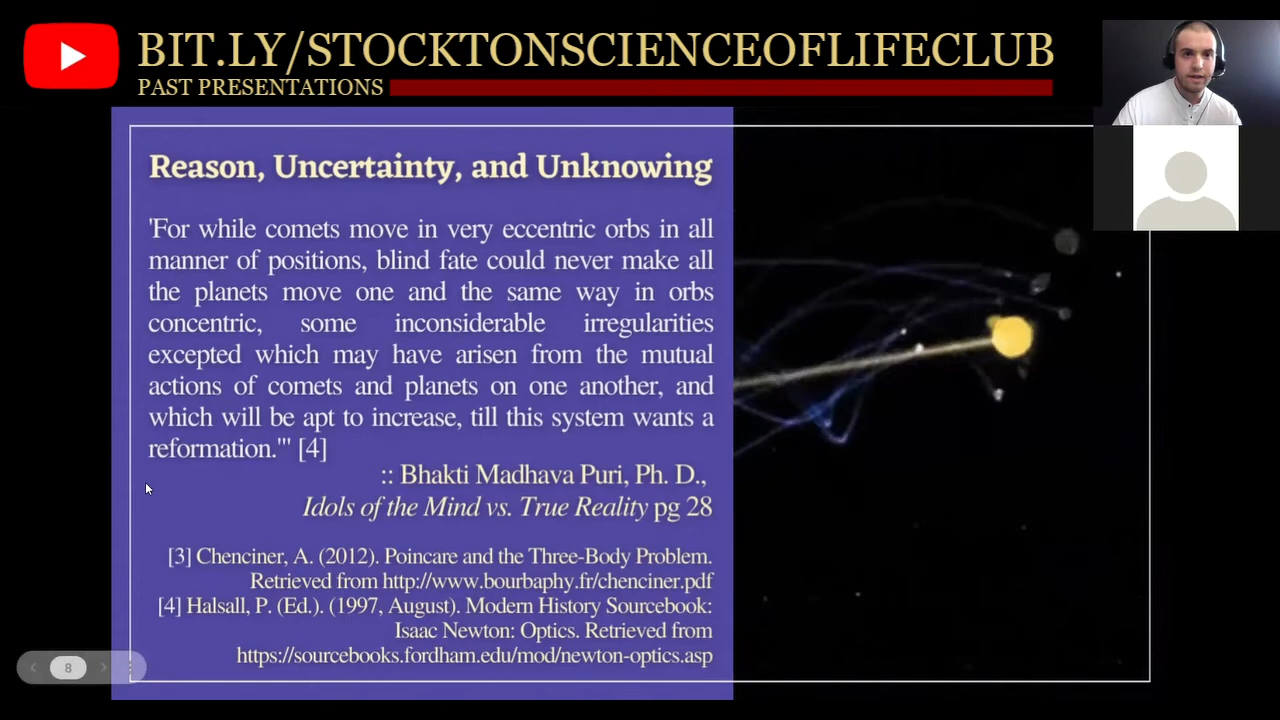 BIT.LY/STOCKTONSCIENCEOFLIFECLUB
PAST PRESENTATIONS
Reason, Uncertainty, and Unknowing
'For while comets move in very eccentric orbs in all
manner of positions, blind fate could never make all
the planets move one and the same way in orbs
concentric, some inconsiderable irregularities
excepted which may have arisen from the mutual
actions of comets and planets on one another, and
which will be apt to increase, till this system wants a
reformation.'" [4]
:: Bhakti Madhava Puri, Ph. D.,
Idols of the Mind vs. True Reality pg 28
[3] Chenciner, A. (2012). Poincare and the Three-Body Problem.
Retrieved from http://www.bourbaphy.fr/chenciner.pdf
[4] Halsall, P. (Ed.). (1997, August). Modern History Sourcebook:
Isaac Newton: Optics. Retrieved from
https://sourcebooks.fordham.edu/mod/newton-optics.asp
8